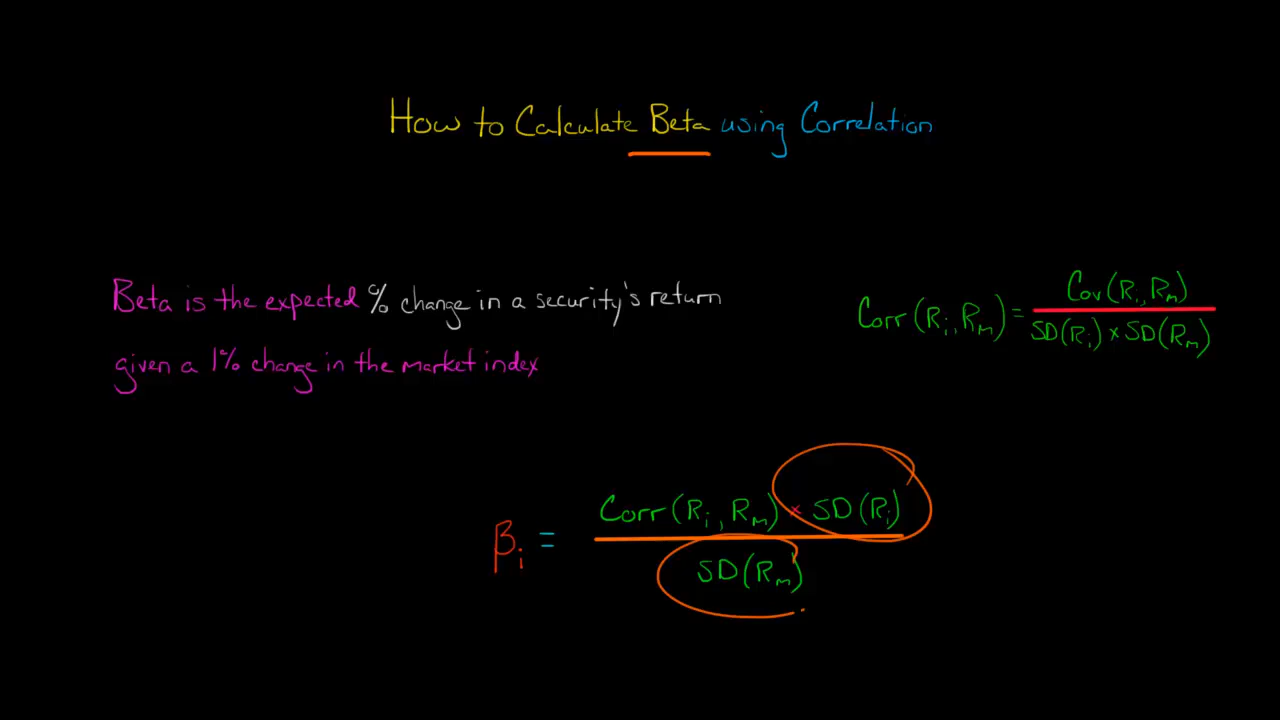 How to Calculate Beta using Correlation
Beta is the expected % change in a security's return
given a 1% change in the market index
Corr(Ri, Rm) = Cov(Ri, Rm)
SD(Ri) × SD(Rm)
βi = Corr(Ri, Rm) × SD(Ri)
SD(Rm)